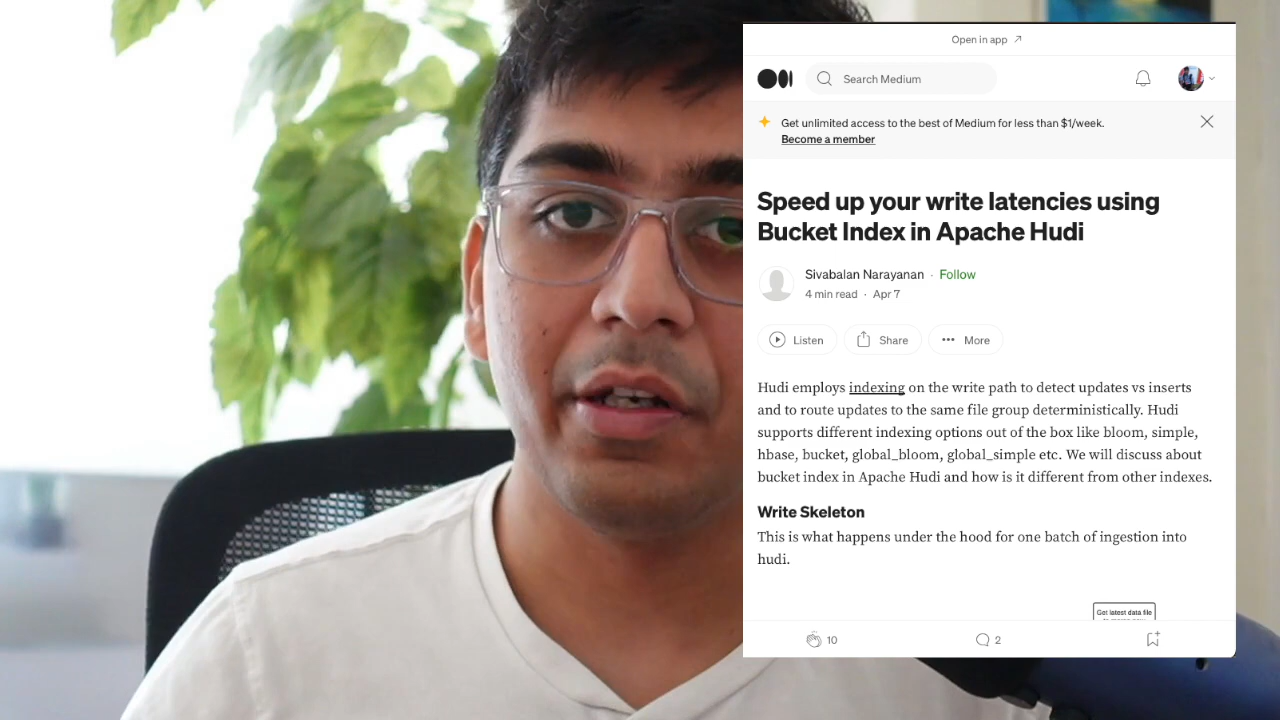 Open in app
Search Medium
Get unlimited access to the best of Medium for less than $1/week.
Become a member
Speed up your write latencies using
Bucket Index in Apache Hudi
Sivabalan Narayanan · Follow
4 min read · Apr 7
Listen
Share
More
Hudi employs indexing on the write path to detect updates vs inserts
and to route updates to the same file group deterministically. Hudi
supports different indexing options out of the box like bloom, simple,
hbase, bucket, global_bloom, global_simple etc. We will discuss about
bucket index in Apache Hudi and how is it different from other indexes.
Write Skeleton
This is what happens under the hood for one batch of ingestion into
hudi.
Get latest data file
10
2